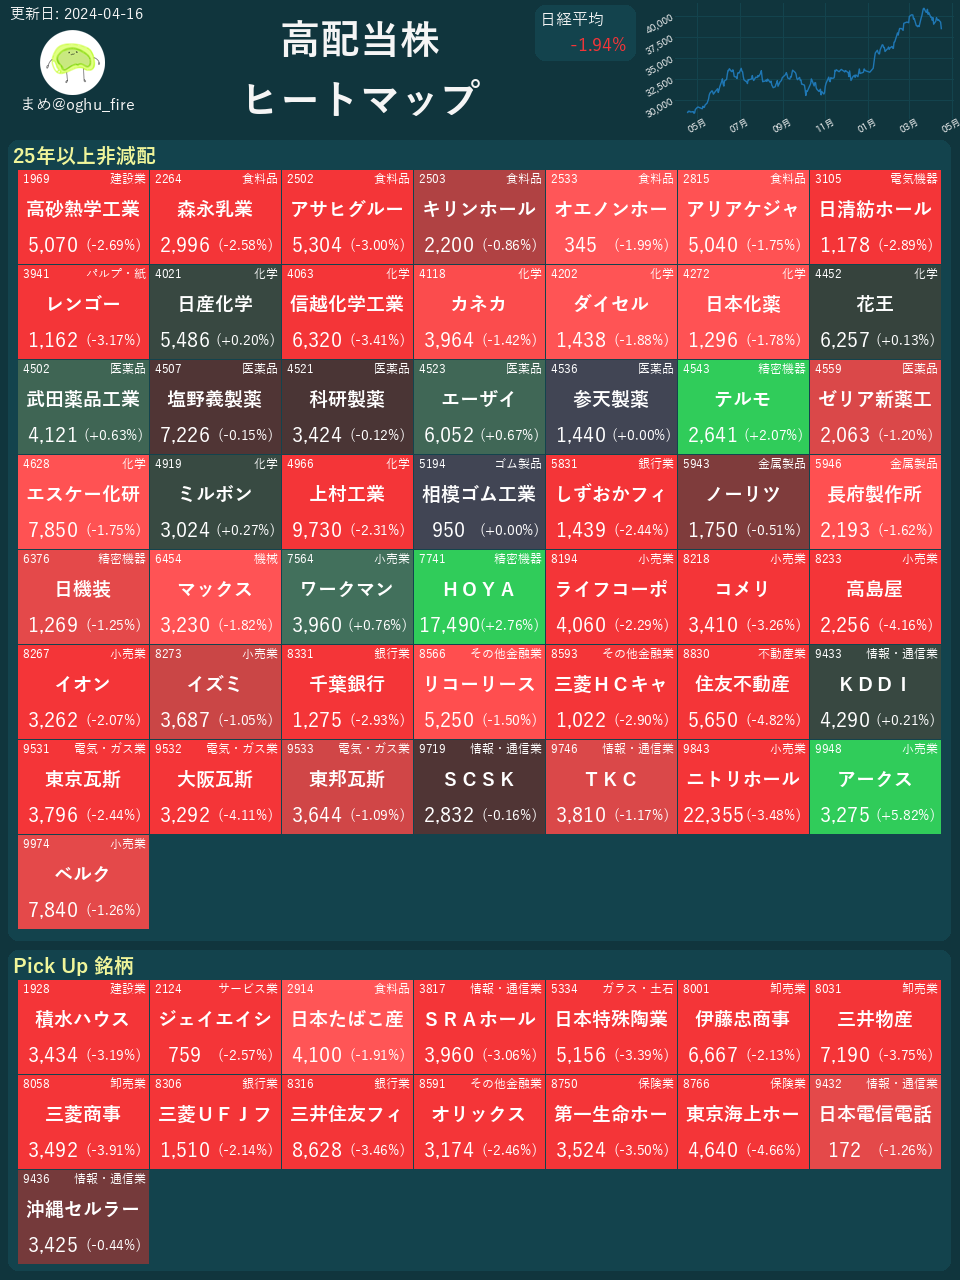 更新日: 2024-04-16
まめ@oghu_fire
高配当株
ヒートマップ
日経平均
-1.94%
40,000
37,500
35,000
32,500
30,000
05月 07月 09月 11月 01月 03月 05月
25年以上非減配
1969 建設業 2264 食料品 2502 食料品 2503 食料品 2533 食料品 2815 食料品 3105 電気機器
高砂熱学工業 森永乳業 アサヒグルー キリンホール オエノンホー アリアケジャ 日清紡ホール
5,070 (-2.69%) 2,996 (-2.58%) 5,304 (-3.00%) 2,200 (-0.86%) 345 (-1.99%) 5,040 (-1.75%) 1,178 (-2.89%)
3941 パルプ・紙 4021 化学 4063 化学 4118 化学 4202 化学 4272 化学 4452 化学
レンゴー 日産化学 信越化学工業 カネカ ダイセル 日本化薬 花王
1,162 (-3.17%) 5,486 (+0.20%) 6,320 (-3.41%) 3,964 (-1.42%) 1,438 (-1.88%) 1,296 (-1.78%) 6,257 (+0.13%)
4502 医薬品 4507 医薬品 4521 医薬品 4523 医薬品 4536 医薬品 4543 精密機器 4559 医薬品
武田薬品工業 塩野義製薬 科研製薬 エーザイ 参天製薬 テルモ ゼリア新薬工
4,121 (+0.63%) 7,226 (-0.15%) 3,424 (-0.12%) 6,052 (+0.67%) 1,440 (+0.00%) 2,641 (+2.07%) 2,063 (-1.20%)
4628 化学 4919 化学 4966 化学 5194 ゴム製品 5831 銀行業 5943 金属製品 5946 金属製品
エスケー化研 ミルボン 上村工業 相模ゴム工業 しずおかフィ ノーリツ 長府製作所
7,850 (-1.75%) 3,024 (+0.27%) 9,730 (-2.31%) 950 (+0.00%) 1,439 (-2.44%) 1,750 (-0.51%) 2,193 (-1.62%)
6376 精密機器 6454 機械 7564 小売業 7741 精密機器 8194 小売業 8218 小売業 8233 小売業
日機装 マックス ワークマン ＨＯＹＡ ライフコーポ コメリ 高島屋
1,269 (-1.25%) 3,230 (-1.82%) 3,960 (+0.76%) 17,490(+2.76%) 4,060 (-2.29%) 3,410 (-3.26%) 2,256 (-4.16%)
8267 小売業 8273 小売業 8331 銀行業 8566 その他金融業 8593 その他金融業 8830 不動産業 9433 情報・通信業
イオン イズミ 千葉銀行 リコーリース 三菱ＨＣキャ 住友不動産 ＫＤＤＩ
3,262 (-2.07%) 3,687 (-1.05%) 1,275 (-2.93%) 5,250 (-1.50%) 1,022 (-2.90%) 5,650 (-4.82%) 4,290 (+0.21%)
9531 電気・ガス業 9532 電気・ガス業 9533 電気・ガス業 9719 情報・通信業 9746 情報・通信業 9843 小売業 9948 小売業
東京瓦斯 大阪瓦斯 東邦瓦斯 ＳＣＳＫ ＴＫＣ ニトリホール アークス
3,796 (-2.44%) 3,292 (-4.11%) 3,644 (-1.09%) 2,832 (-0.16%) 3,810 (-1.17%) 22,355(-3.48%) 3,275 (+5.82%)
9974 小売業
ベルク
7,840 (-1.26%)
Pick Up 銘柄
1928 建設業 2124 サービス業 2914 食料品 3817 情報・通信業 5334 ガラス・土石 8001 卸売業 8031 卸売業
積水ハウス ジェイエイシ 日本たばこ産 ＳＲＡホール 日本特殊陶業 伊藤忠商事 三井物産
3,434 (-3.19%) 759 (-2.57%) 4,100 (-1.91%) 3,960 (-3.06%) 5,156 (-3.39%) 6,667 (-2.13%) 7,190 (-3.75%)
8058 卸売業 8306 銀行業 8316 銀行業 8591 その他金融業 8750 保険業 8766 保険業 9432 情報・通信業
三菱商事 三菱ＵＦＪフ 三井住友フィ オリックス 第一生命ホー 東京海上ホー 日本電信電話
3,492 (-3.91%) 1,510 (-2.14%) 8,628 (-3.46%) 3,174 (-2.46%) 3,524 (-3.50%) 4,640 (-4.66%) 172 (-1.26%)
9436 情報・通信業
沖縄セルラー
3,425 (-0.44%)